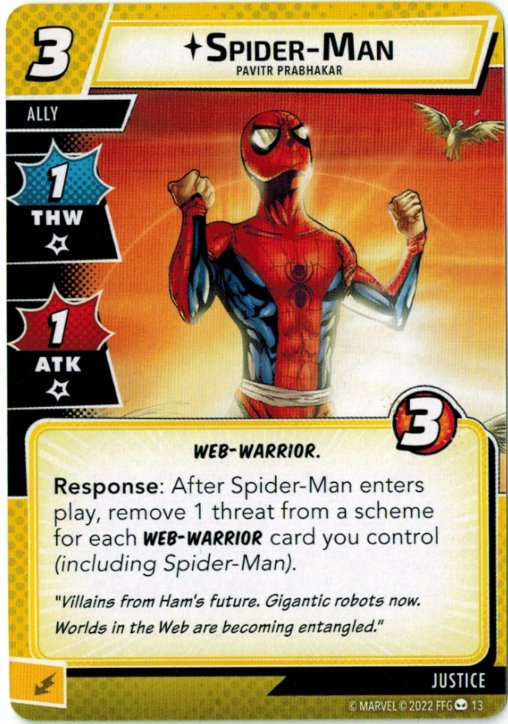 3
SPIDER-MAN
PAVITR PRABHAKAR
ALLY
1
THW
1
ATK
3
WEB-WARRIOR.
Response: After Spider-Man enters
play, remove 1 threat from a scheme
for each WEB-WARRIOR card you control
(including Spider-Man).
"Villains from Ham's future. Gigantic robots now.
Worlds in the Web are becoming entangled."
JUSTICE
© MARVEL © 2022 FFG 13